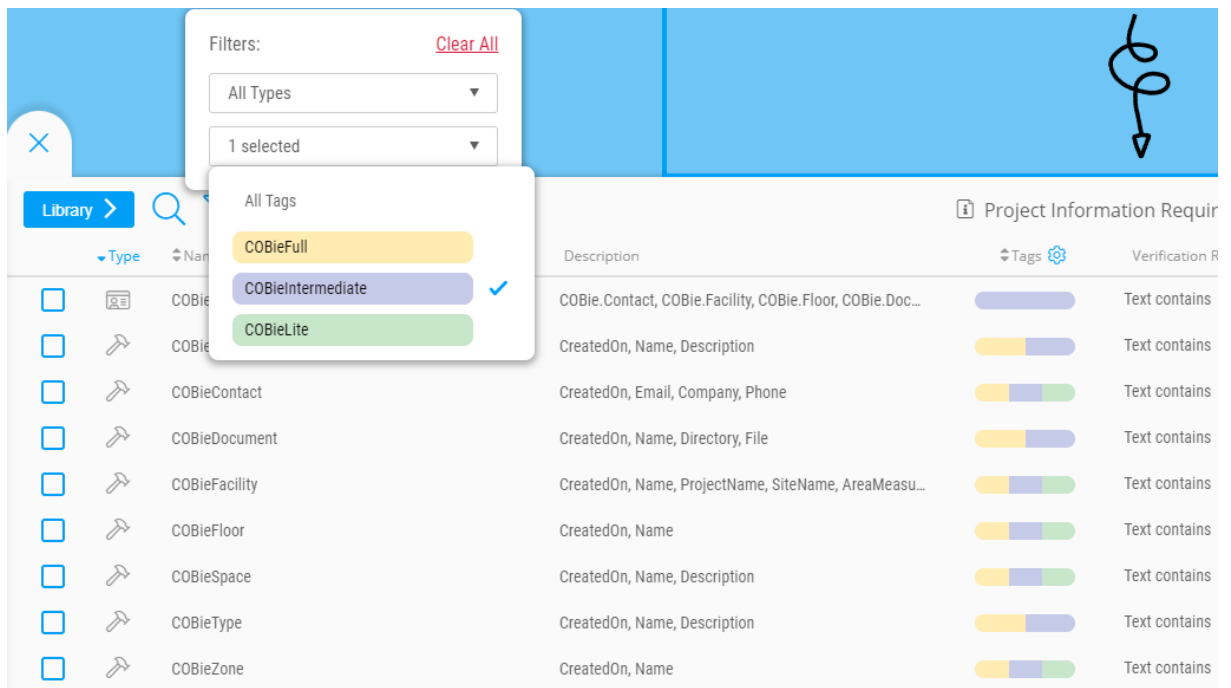 Filters: Clear All
All Types
1 selected
All Tags
COBieFull
COBieIntermediate
COBieLite
Library
Project Information Requir
Type Nar Description Tags Verification R
COBie COBie.Contact, COBie.Facility, COBie.Floor, COBie.Doc... Text contains
COBie CreatedOn, Name, Description Text contains
COBieContact CreatedOn, Email, Company, Phone Text contains
COBieDocument CreatedOn, Name, Directory, File Text contains
COBieFacility CreatedOn, Name, ProjectName, SiteName, AreaMeasu... Text contains
COBieFloor CreatedOn, Name Text contains
COBieSpace CreatedOn, Name, Description Text contains
COBieType CreatedOn, Name, Description Text contains
COBieZone CreatedOn, Name Text contains